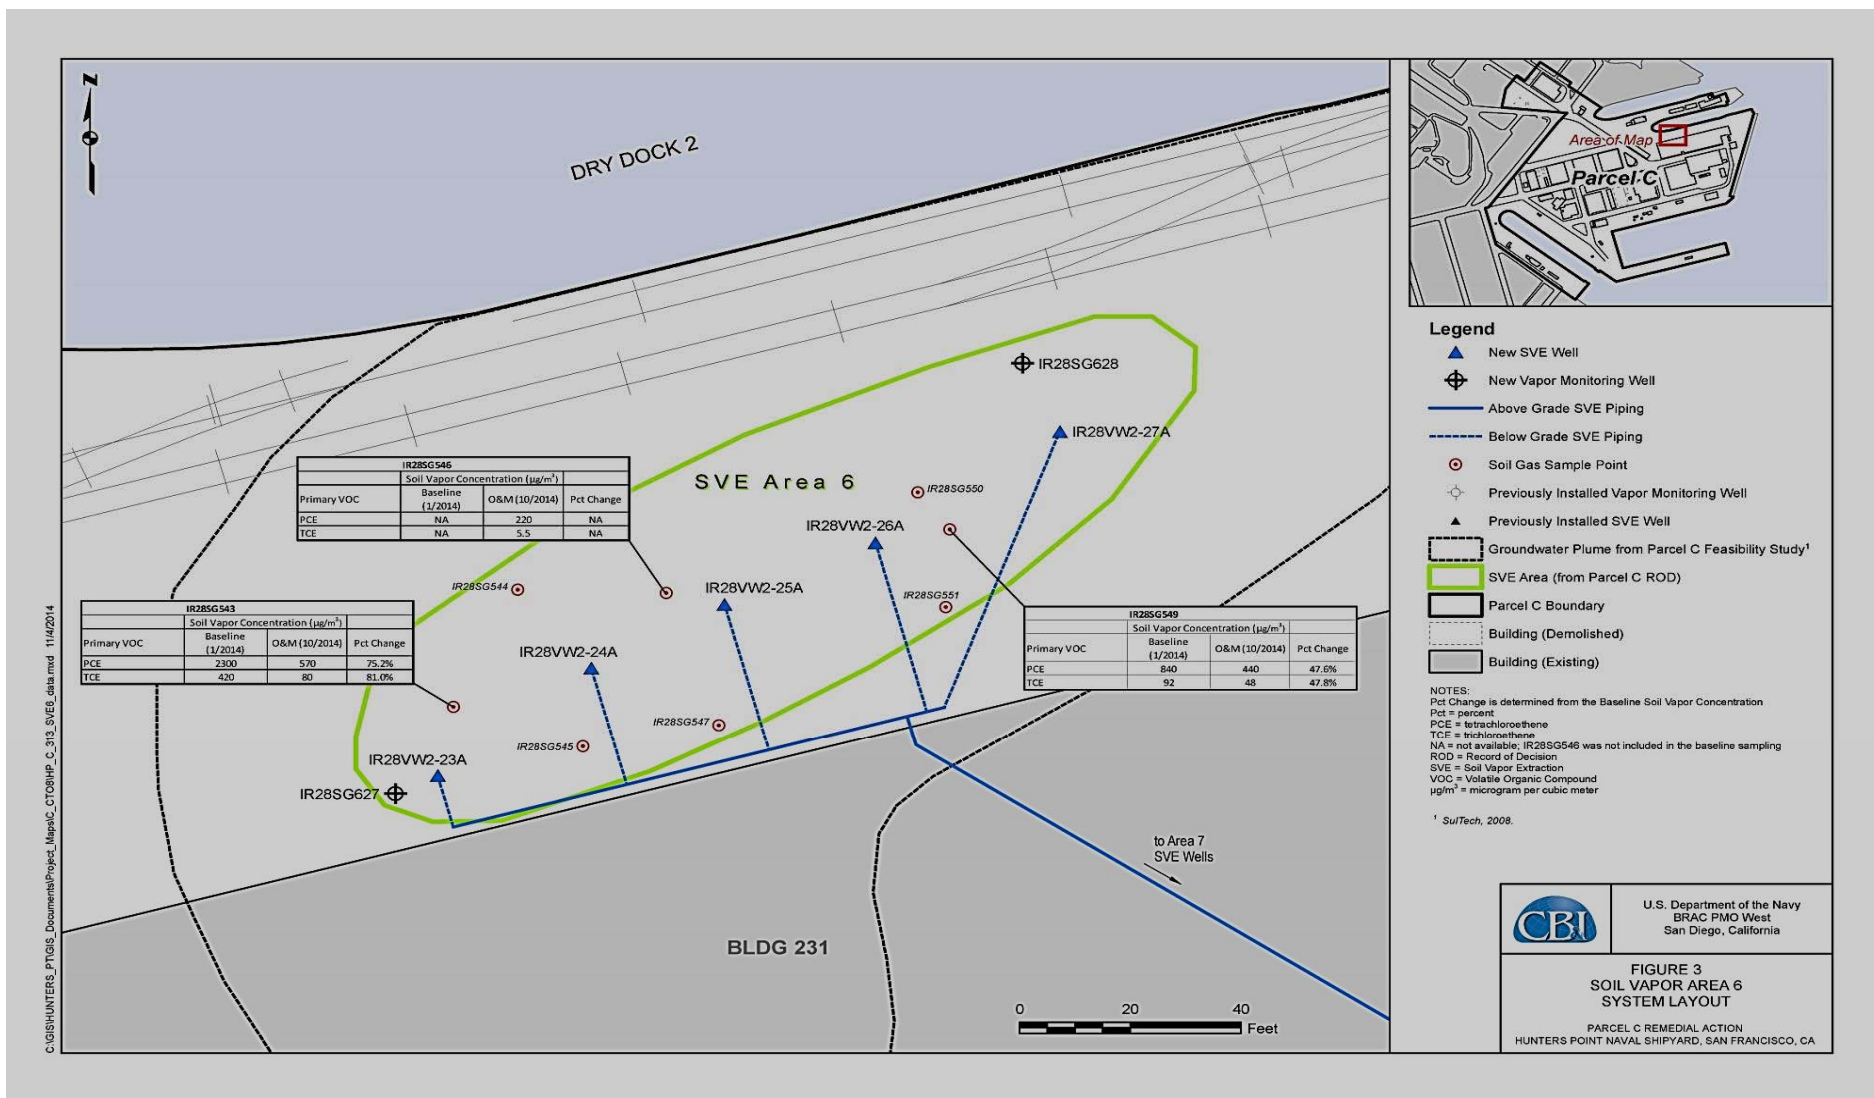 N
DRY DOCK 2
IR28SG628
IR28VW2-27A
SVE Area 6
IR28SG550
IR28VW2-26A
IR28SG546
Soil Vapor Concentration (µg/m³)
Primary VOC Baseline (1/2014) O&M (10/2014) Pct Change
PCE NA 220 NA
TCE NA 5.5 NA
IR28SG544
IR28VW2-25A
IR28SG551
IR28SG543
Soil Vapor Concentration (µg/m³)
Primary VOC Baseline (1/2014) O&M (10/2014) Pct Change
PCE 2300 570 75.2%
TCE 420 80 81.0%
IR28SG549
Soil Vapor Concentration (µg/m³)
Primary VOC Baseline (1/2014) O&M (10/2014) Pct Change
PCE 840 440 47.6%
TCE 92 48 47.8%
IR28VW2-24A
IR28SG547
IR28SG545
IR28VW2-23A
IR28SG627
to Area 7
SVE Wells
BLDG 231
0 20 40
Feet
C:\GIS\HUNTERS_PT\GIS_Documents\Project_Maps\C_CTO8\HP_C_313_SVE6_data.mxd 11/4/2014
Area of Map
Parcel C
Legend
New SVE Well
New Vapor Monitoring Well
Above Grade SVE Piping
Below Grade SVE Piping
Soil Gas Sample Point
Previously Installed Vapor Monitoring Well
Previously Installed SVE Well
Groundwater Plume from Parcel C Feasibility Study¹
SVE Area (from Parcel C ROD)
Parcel C Boundary
Building (Demolished)
Building (Existing)
NOTES:
Pct Change is determined from the Baseline Soil Vapor Concentration
Pct = percent
PCE = tetrachloroethene
TCE = trichloroethene
NA = not available; IR28SG546 was not included in the baseline sampling
ROD = Record of Decision
SVE = Soil Vapor Extraction
VOC = Volatile Organic Compound
µg/m³ = microgram per cubic meter
¹ SulTech, 2008.
CB&I
U.S. Department of the Navy
BRAC PMO West
San Diego, California
FIGURE 3
SOIL VAPOR AREA 6
SYSTEM LAYOUT
PARCEL C REMEDIAL ACTION
HUNTERS POINT NAVAL SHIPYARD, SAN FRANCISCO, CA